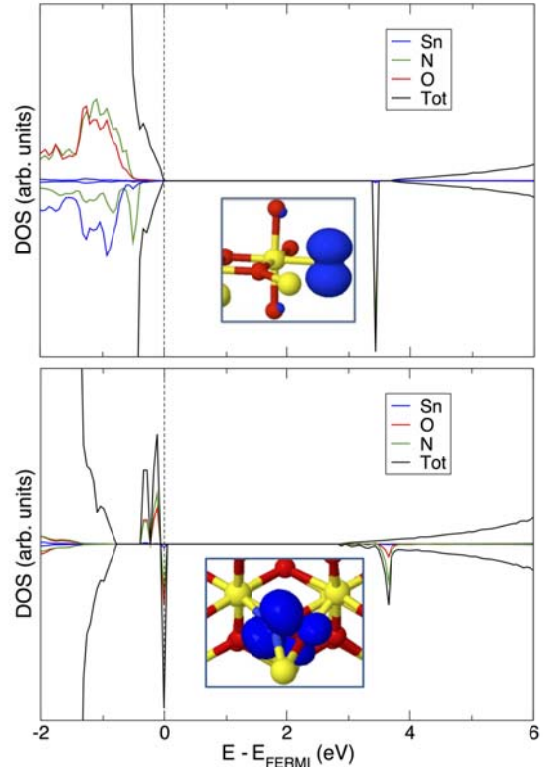 DOS (arb. units)
Sn
N
O
Tot
DOS (arb. units)
Sn
O
N
Tot
-2 0 2 4 6
E - E_FERMI (eV)